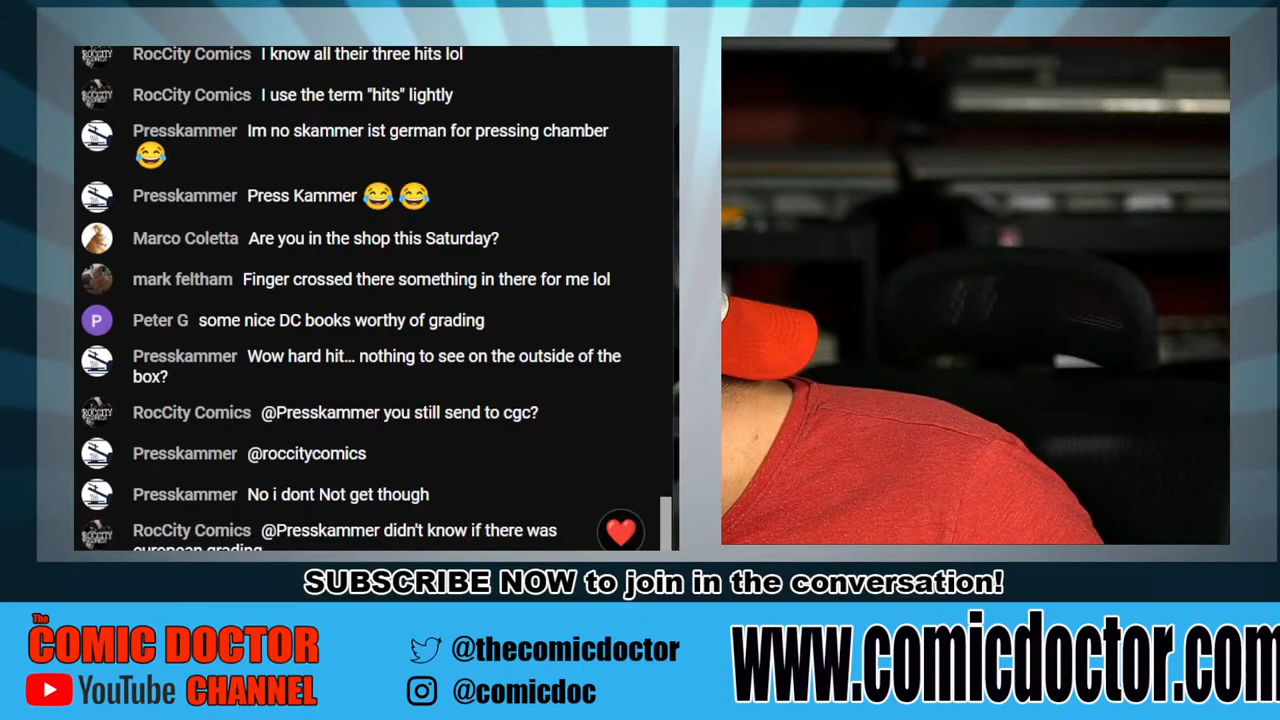 RocCity Comics I know all their three hits lol
RocCity Comics I use the term "hits" lightly
Presskammer Im no skammer ist german for pressing chamber
😂
Presskammer Press Kammer 😂 😂
Marco Coletta Are you in the shop this Saturday?
mark feltham Finger crossed there something in there for me lol
P Peter G some nice DC books worthy of grading
Presskammer Wow hard hit... nothing to see on the outside of the
box?
RocCity Comics @Presskammer you still send to cgc?
Presskammer @roccitycomics
Presskammer No i dont Not get though
RocCity Comics @Presskammer didn't know if there was
european grading
SUBSCRIBE NOW to join in the conversation!
The
COMIC DOCTOR
YouTube CHANNEL
@thecomicdoctor
@comicdoc
www.comicdoctor.com